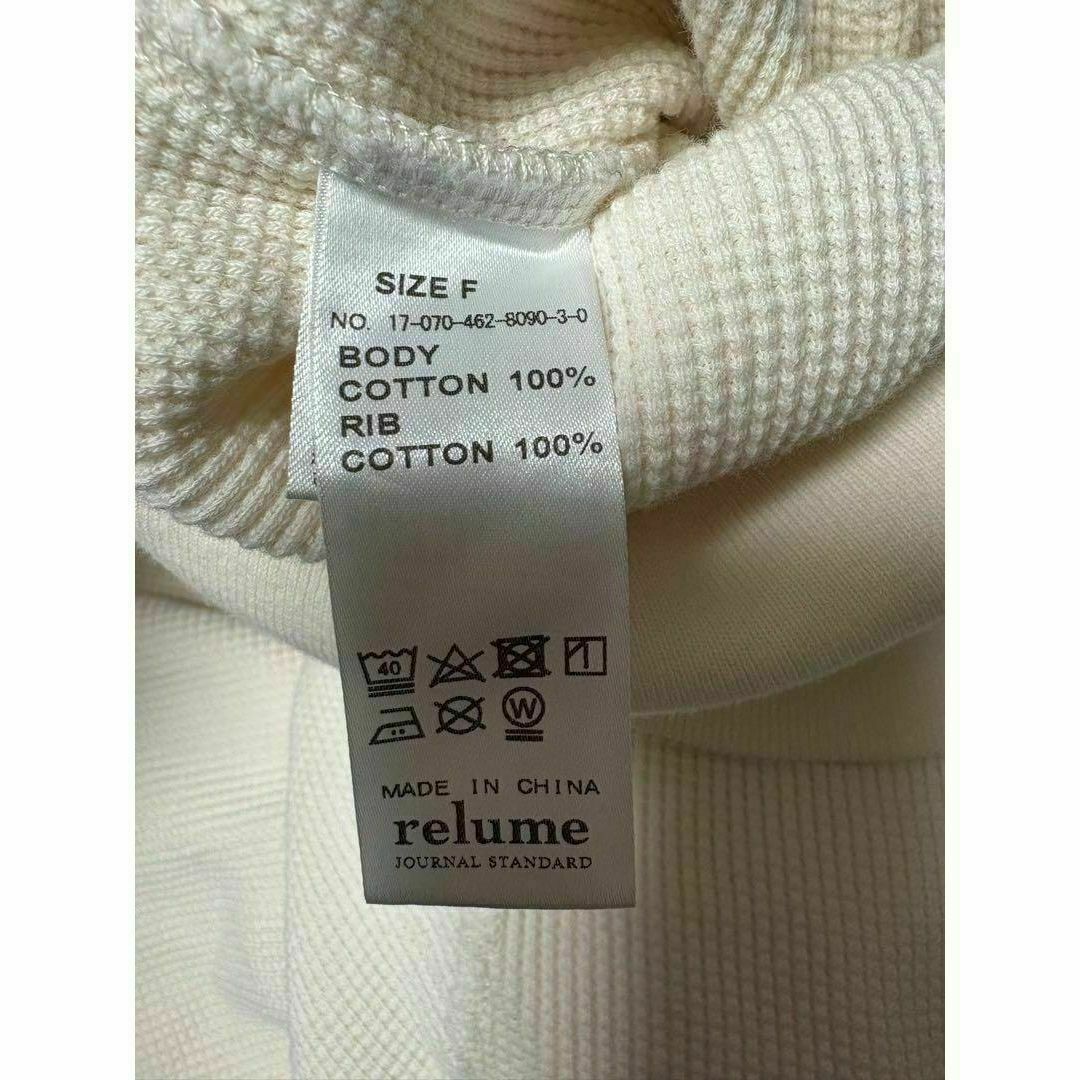 SIZE F
NO. 17-070-462-8090-3-0
BODY
COTTON 100%
RIB
COTTON 100%
40
W
MADE IN CHINA
relume
JOURNAL STANDARD